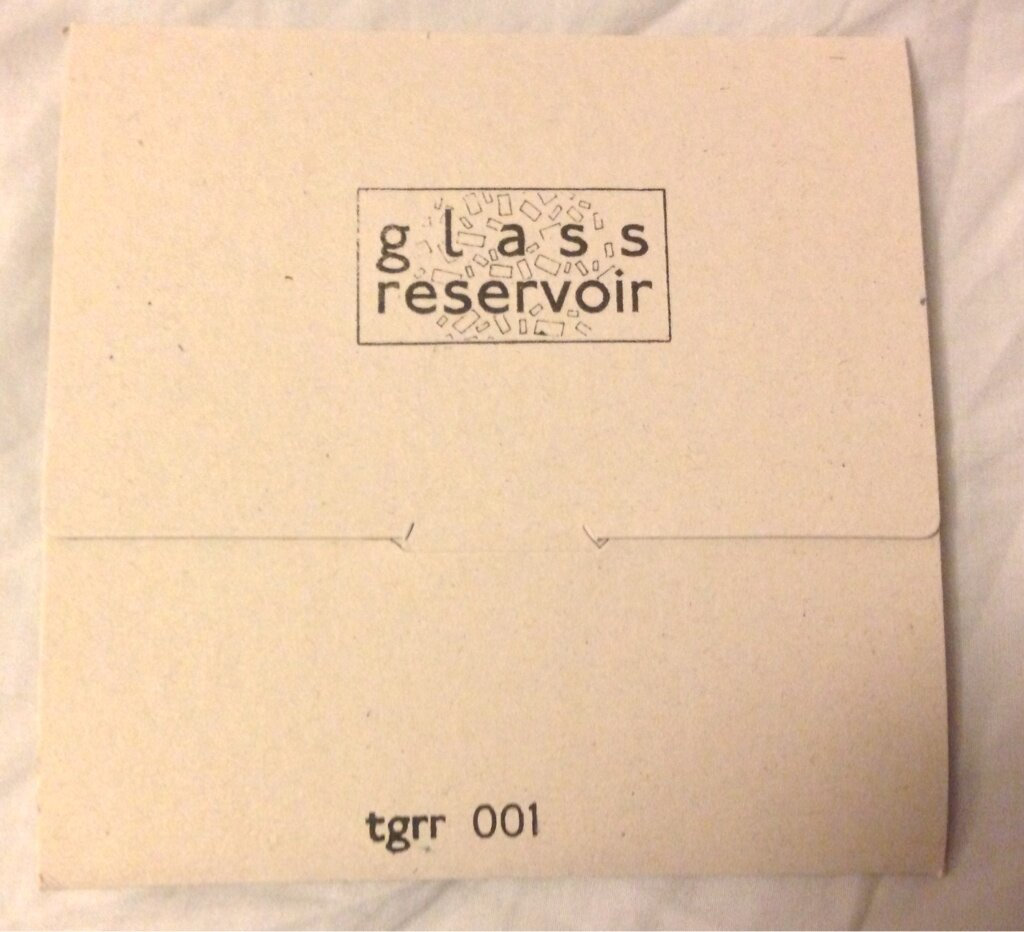 glass
reservoir
tgrr 001